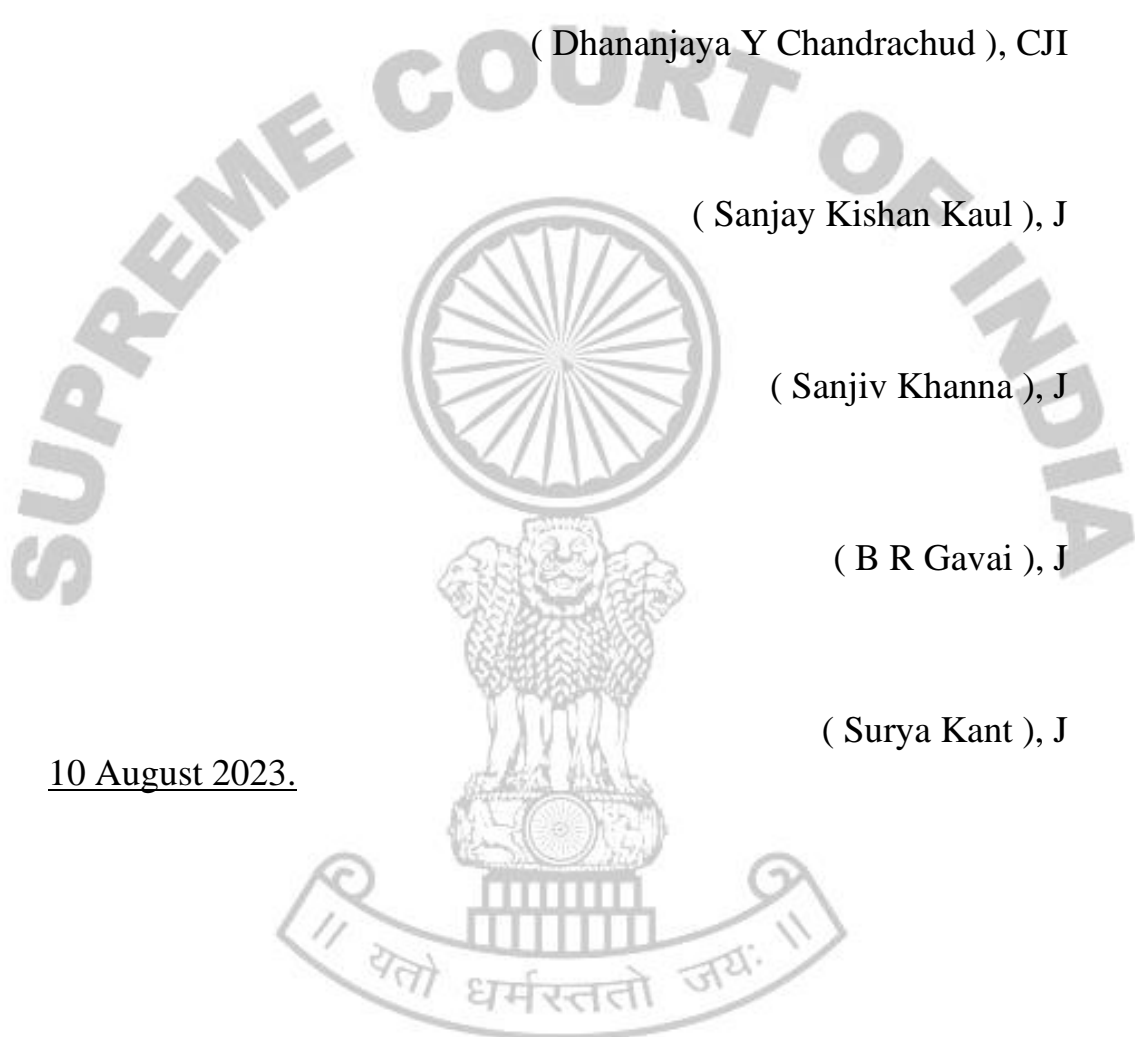 SUPREME COURT OF INDIA
( Dhananjaya Y Chandrachud ), CJI
( Sanjay Kishan Kaul ), J
( Sanjiv Khanna ), J
( B R Gavai ), J
( Surya Kant ), J
10 August 2023.
॥ यतो धर्मस्ततो जयः ॥